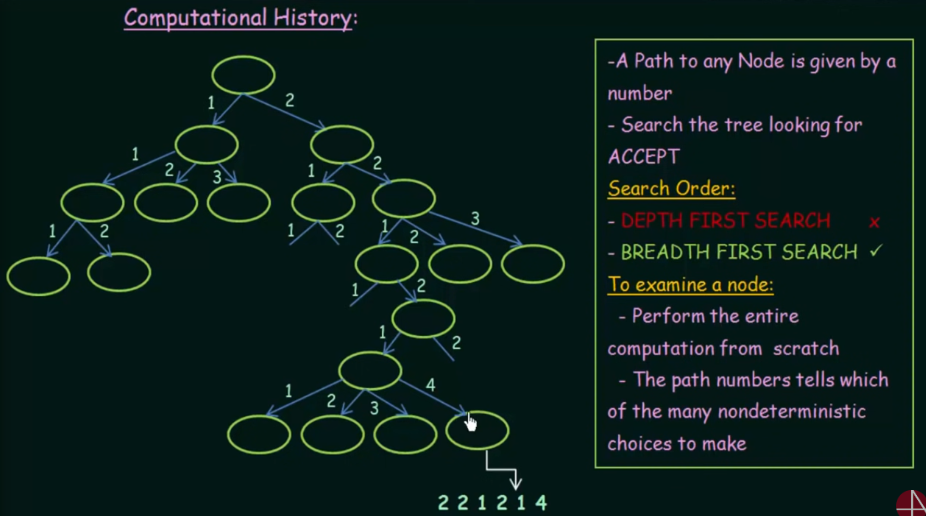 Computational History:
1 2
1 2 3 1 2
1 2 1 2 1 2 3
1 2
1 2
1 2 3 4
2 2 1 2 1 4
-A Path to any Node is given by a
number
- Search the tree looking for
ACCEPT
Search Order:
- DEPTH FIRST SEARCH x
- BREADTH FIRST SEARCH ✓
To examine a node:
- Perform the entire
computation from scratch
- The path numbers tells which
of the many nondeterministic
choices to make